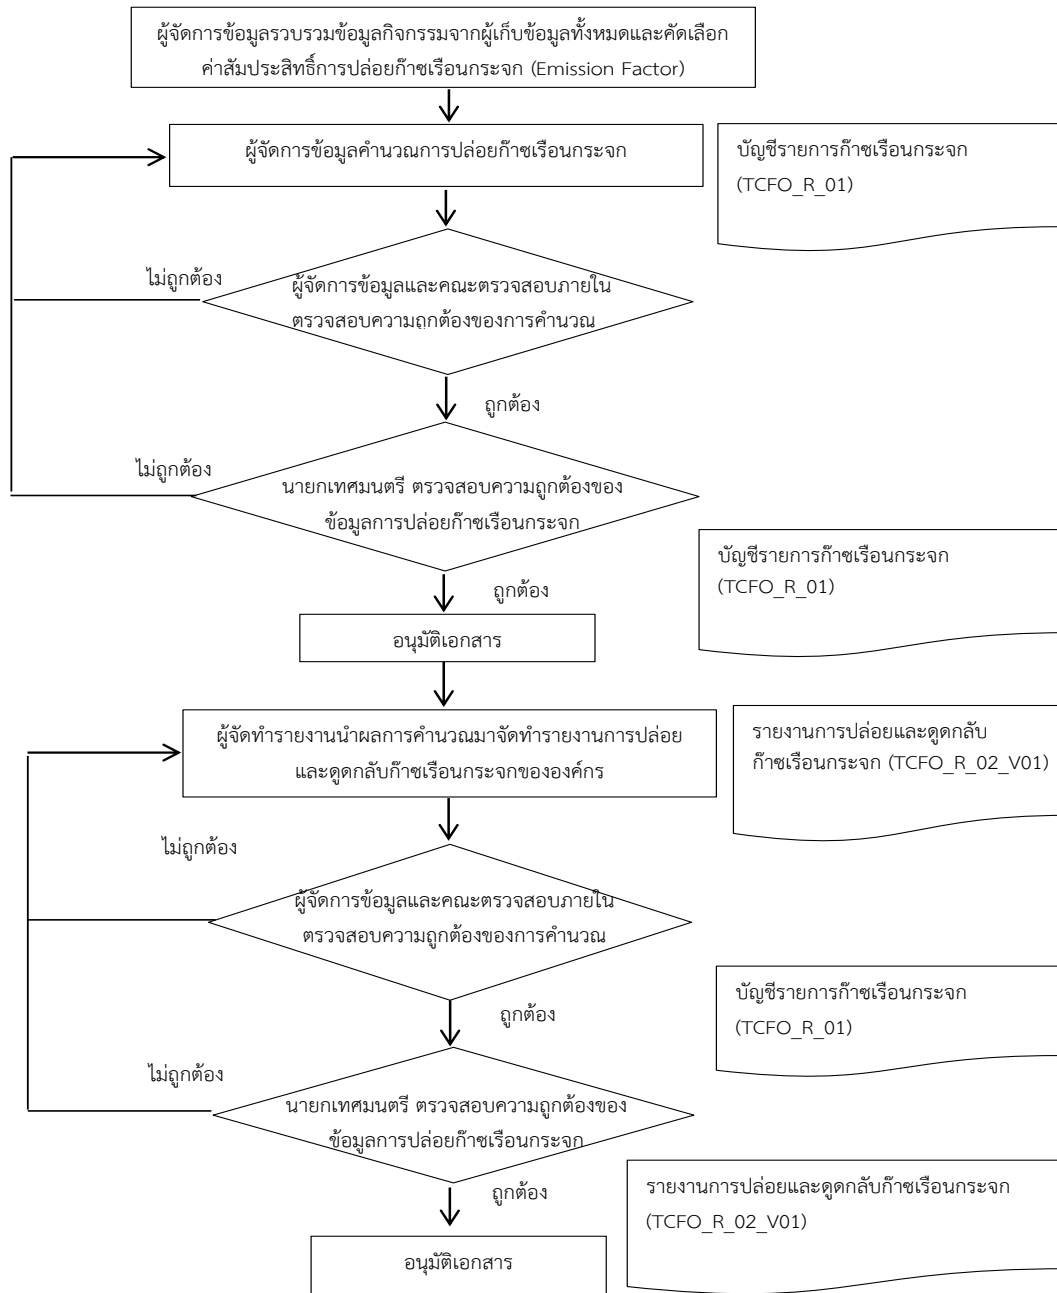 ผู้จัดการข้อมูลรวบรวมข้อมูลกิจกรรมจากผู้เก็บข้อมูลทั้งหมดและคัดเลือก
ค่าสัมประสิทธิ์การปล่อยก๊าซเรือนกระจก (Emission Factor)
ผู้จัดการข้อมูลคำนวณการปล่อยก๊าซเรือนกระจก
บัญชีรายการก๊าซเรือนกระจก
(TCFO_R_01)
ไม่ถูกต้อง
ผู้จัดการข้อมูลและคณะตรวจสอบภายใน
ตรวจสอบความถูกต้องของการคำนวณ
ถูกต้อง
ไม่ถูกต้อง
นายกเทศมนตรี ตรวจสอบความถูกต้องของ
ข้อมูลการปล่อยก๊าซเรือนกระจก
บัญชีรายการก๊าซเรือนกระจก
(TCFO_R_01)
ถูกต้อง
อนุมัติเอกสาร
ผู้จัดทำรายงานนำผลการคำนวณมาจัดทำรายงานการปล่อย
และดูดกลับก๊าซเรือนกระจกขององค์กร
รายงานการปล่อยและดูดกลับ
ก๊าซเรือนกระจก (TCFO_R_02_V01)
ไม่ถูกต้อง
ผู้จัดการข้อมูลและคณะตรวจสอบภายใน
ตรวจสอบความถูกต้องของการคำนวณ
บัญชีรายการก๊าซเรือนกระจก
(TCFO_R_01)
ถูกต้อง
ไม่ถูกต้อง
นายกเทศมนตรี ตรวจสอบความถูกต้องของ
ข้อมูลการปล่อยก๊าซเรือนกระจก
ถูกต้อง
รายงานการปล่อยและดูดกลับก๊าซเรือนกระจก
(TCFO_R_02_V01)
อนุมัติเอกสาร